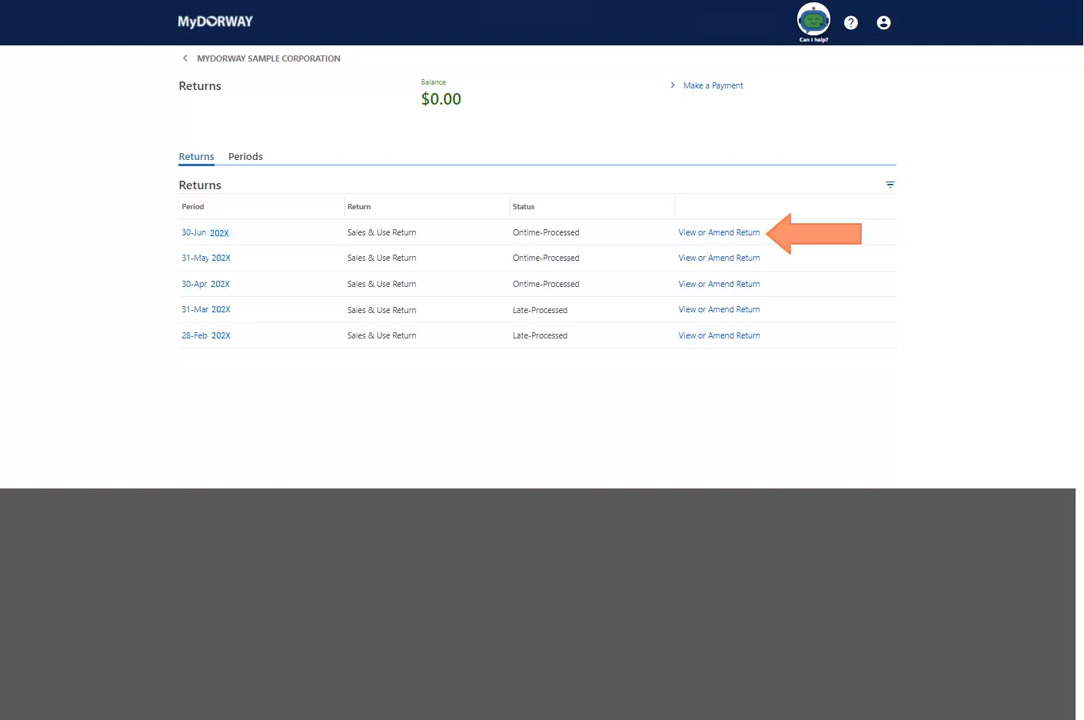 MyDORWAY
Can I help?
MYDORWAY SAMPLE CORPORATION
Returns
Balance
$0.00
Make a Payment
Returns Periods
Returns
Period Return Status
30-Jun 202X Sales & Use Return Ontime-Processed View or Amend Return
31-May 202X Sales & Use Return Ontime-Processed View or Amend Return
30-Apr 202X Sales & Use Return Ontime-Processed View or Amend Return
31-Mar 202X Sales & Use Return Late-Processed View or Amend Return
28-Feb 202X Sales & Use Return Late-Processed View or Amend Return